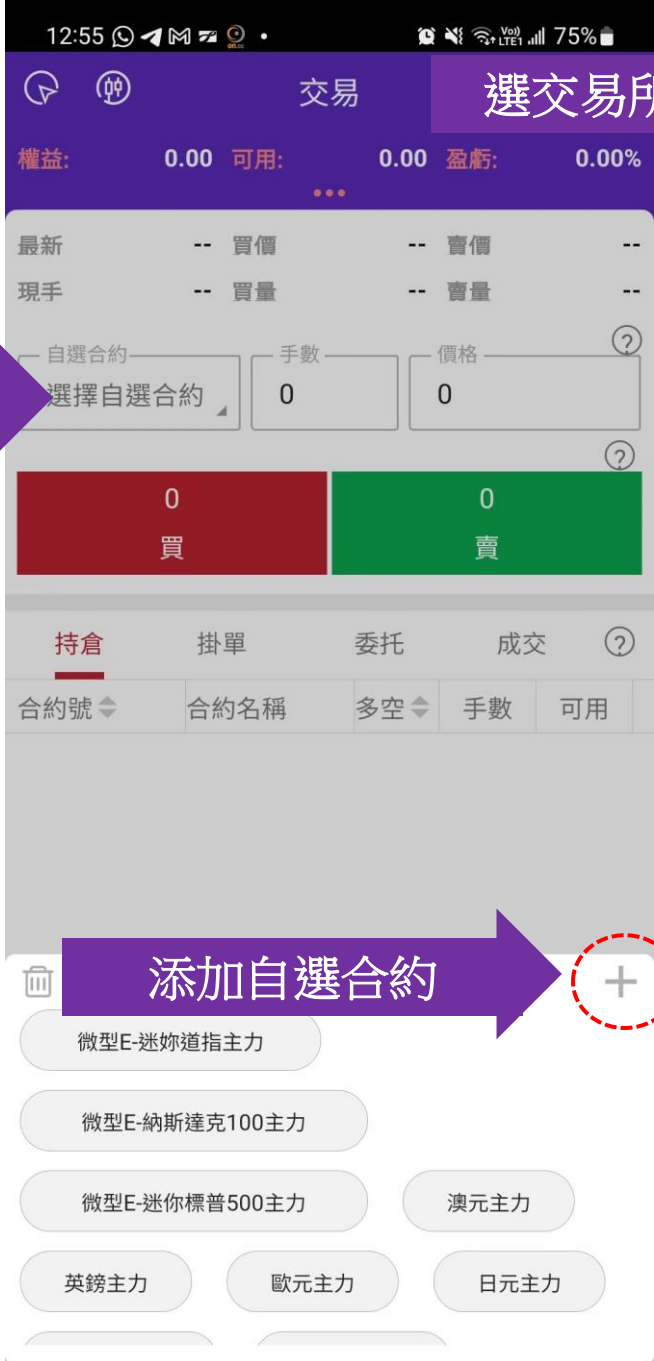 12:55 75%
交易 選交易所
權益: 0.00 可用: 0.00 盈虧: 0.00%
最新 -- 買價 -- 賣價 --
現手 -- 買量 -- 賣量 --
自選合約 手數 價格
選擇自選合約 0 0
0 0
買 賣
持倉 掛單 委托 成交
合約號 合約名稱 多空 手數 可用
添加自選合約
微型E-迷妳道指主力
微型E-納斯達克100主力
微型E-迷你標普500主力 澳元主力
英鎊主力 歐元主力 日元主力